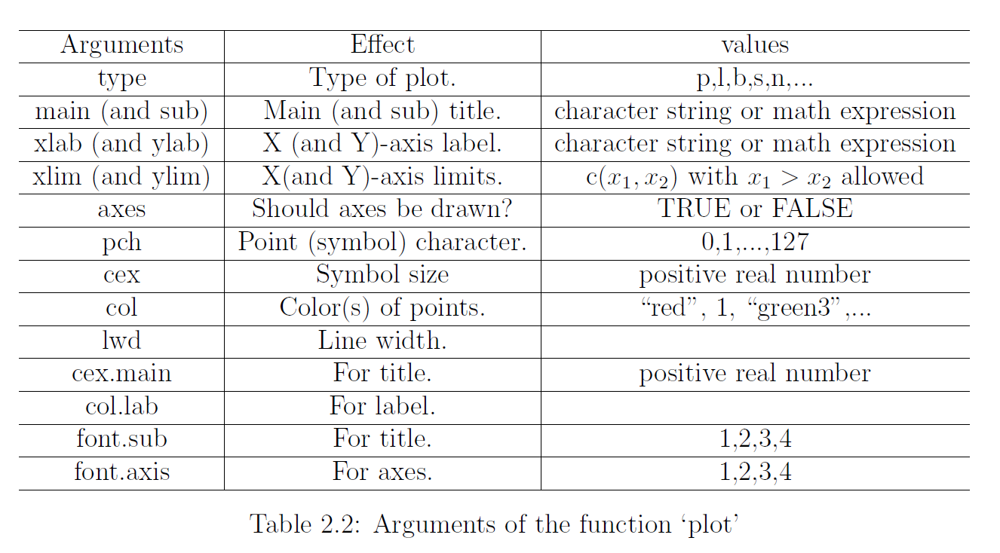 Arguments Effect values
type Type of plot. p,l,b,s,n,...
main (and sub) Main (and sub) title. character string or math expression
xlab (and ylab) X (and Y)-axis label. character string or math expression
xlim (and ylim) X(and Y)-axis limits. c(x₁, x₂) with x₁ > x₂ allowed
axes Should axes be drawn? TRUE or FALSE
pch Point (symbol) character. 0,1,...,127
cex Symbol size positive real number
col Color(s) of points. “red”, 1, “green3”,...
lwd Line width.
cex.main For title. positive real number
col.lab For label.
font.sub For title. 1,2,3,4
font.axis For axes. 1,2,3,4
Table 2.2: Arguments of the function ‘plot’